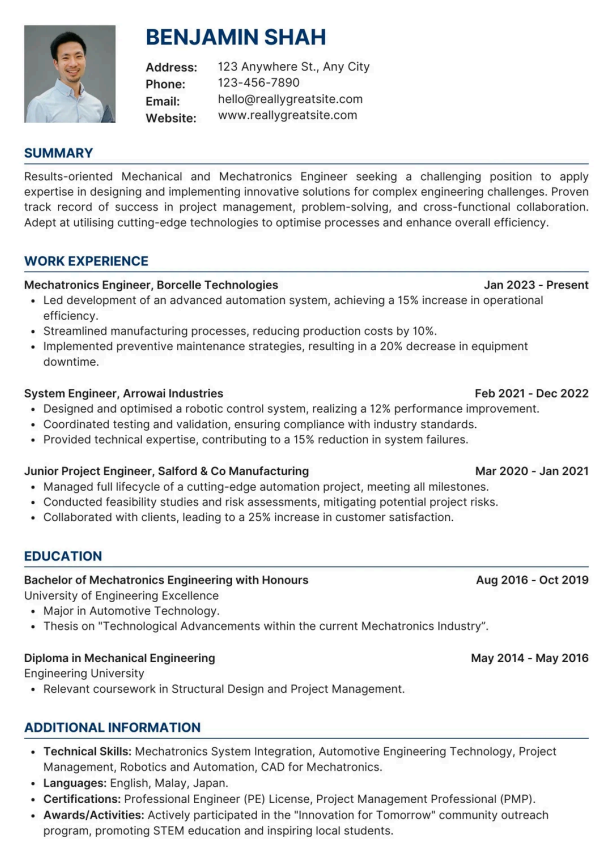 BENJAMIN SHAH
Address: 123 Anywhere St., Any City
Phone: 123-456-7890
Email: hello@reallygreatsite.com
Website: www.reallygreatsite.com
SUMMARY
Results-oriented Mechanical and Mechatronics Engineer seeking a challenging position to apply
expertise in designing and implementing innovative solutions for complex engineering challenges. Proven
track record of success in project management, problem-solving, and cross-functional collaboration.
Adept at utilising cutting-edge technologies to optimise processes and enhance overall efficiency.
WORK EXPERIENCE
Mechatronics Engineer, Borcelle Technologies Jan 2023 - Present
• Led development of an advanced automation system, achieving a 15% increase in operational
efficiency.
• Streamlined manufacturing processes, reducing production costs by 10%.
• Implemented preventive maintenance strategies, resulting in a 20% decrease in equipment
downtime.
System Engineer, Arrowai Industries Feb 2021 - Dec 2022
• Designed and optimised a robotic control system, realizing a 12% performance improvement.
• Coordinated testing and validation, ensuring compliance with industry standards.
• Provided technical expertise, contributing to a 15% reduction in system failures.
Junior Project Engineer, Salford & Co Manufacturing Mar 2020 - Jan 2021
• Managed full lifecycle of a cutting-edge automation project, meeting all milestones.
• Conducted feasibility studies and risk assessments, mitigating potential project risks.
• Collaborated with clients, leading to a 25% increase in customer satisfaction.
EDUCATION
Bachelor of Mechatronics Engineering with Honours Aug 2016 - Oct 2019
University of Engineering Excellence
• Major in Automotive Technology.
• Thesis on "Technological Advancements within the current Mechatronics Industry”.
Diploma in Mechanical Engineering May 2014 - May 2016
Engineering University
• Relevant coursework in Structural Design and Project Management.
ADDITIONAL INFORMATION
• Technical Skills: Mechatronics System Integration, Automotive Engineering Technology, Project
Management, Robotics and Automation, CAD for Mechatronics.
• Languages: English, Malay, Japan.
• Certifications: Professional Engineer (PE) License, Project Management Professional (PMP).
• Awards/Activities: Actively participated in the "Innovation for Tomorrow" community outreach
program, promoting STEM education and inspiring local students.